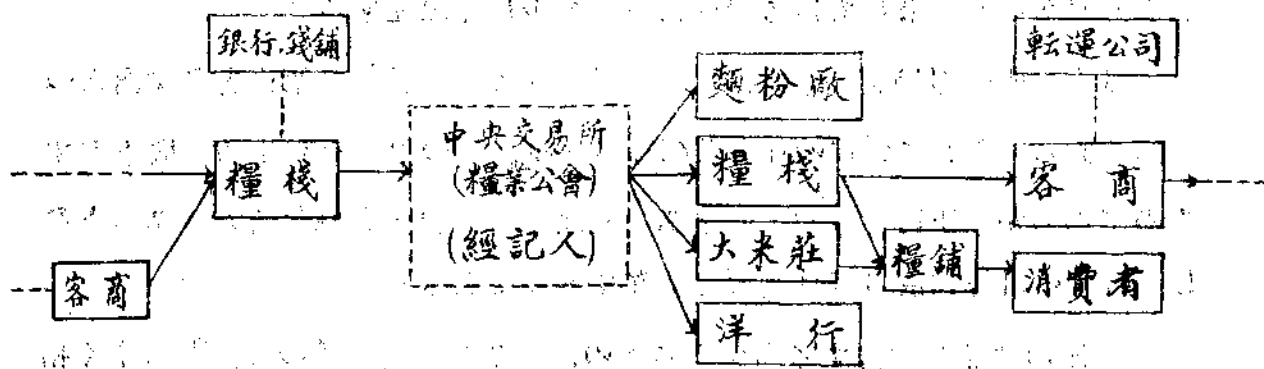 銀行.錢舖
転運公司
麵粉廠
中央交易所
(糧業公會)
(經記人)
糧棧
糧棧
客商
大米莊
糧舖
客商
消費者
洋行